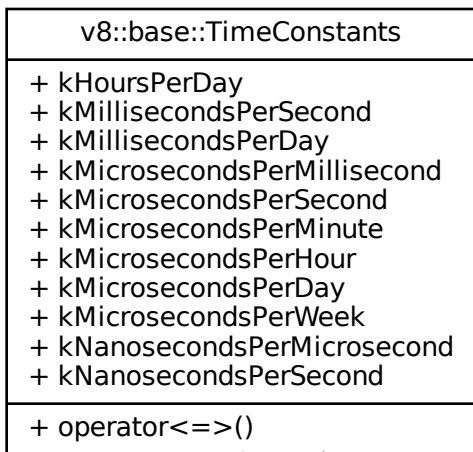 v8::base::TimeConstants
+ kHoursPerDay
+ kMillisecondsPerSecond
+ kMillisecondsPerDay
+ kMicrosecondsPerMillisecond
+ kMicrosecondsPerSecond
+ kMicrosecondsPerMinute
+ kMicrosecondsPerHour
+ kMicrosecondsPerDay
+ kMicrosecondsPerWeek
+ kNanosecondsPerMicrosecond
+ kNanosecondsPerSecond
+ operator<=>()